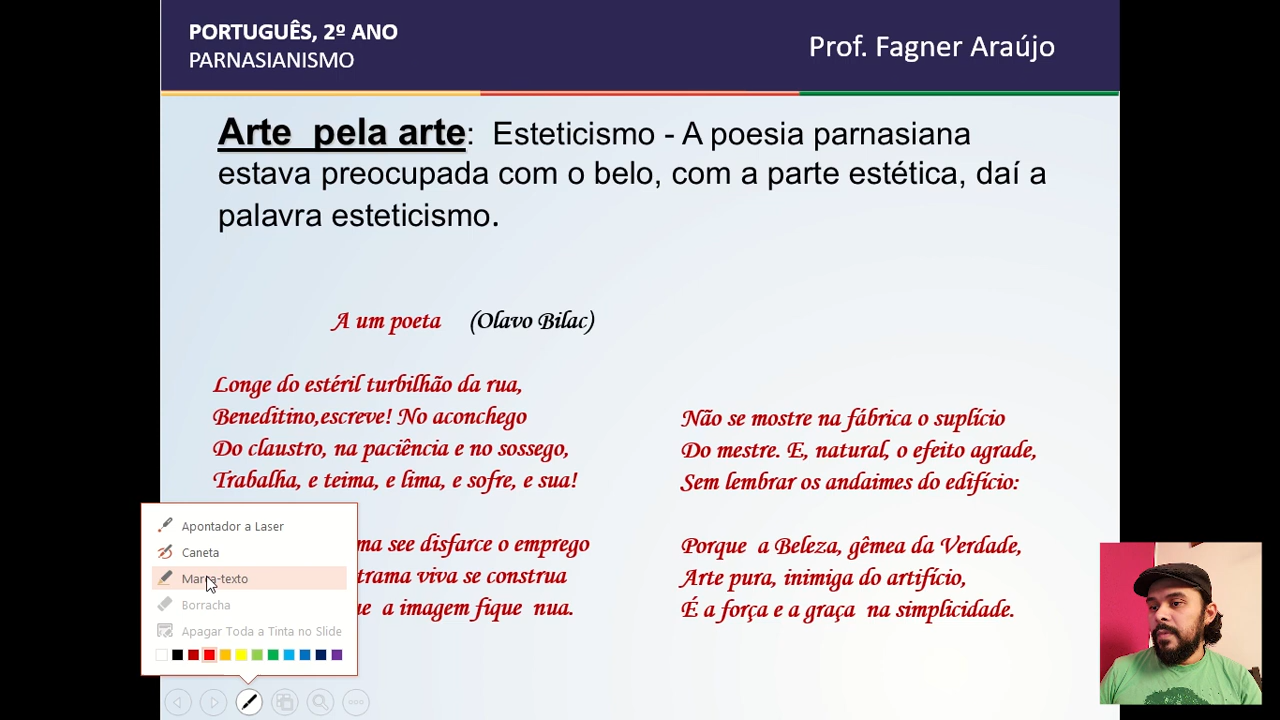 PORTUGUÊS, 2º ANO
PARNASIANISMO
Prof. Fagner Araújo
Arte pela arte: Esteticismo - A poesia parnasiana
estava preocupada com o belo, com a parte estética, daí a
palavra esteticismo.
A um poeta (Olavo Bilac)
Longe do estéril turbilhão da rua,
Beneditino,escreve! No aconchego
Do claustro, na paciência e no sossego,
Trabalha, e teima, e lima, e sofre, e sua!
see disfarce o emprego
trama viva se construa
a imagem fique nua.
Não se mostre na fábrica o suplício
Do mestre. E, natural, o efeito agrade,
Sem lembrar os andaimes do edifício:
Porque a Beleza, gêmea da Verdade,
Arte pura, inimiga do artifício,
É a força e a graça na simplicidade.
Apontador a Laser
Caneta
Marca-texto
Borracha
Apagar Toda a Tinta no Slide